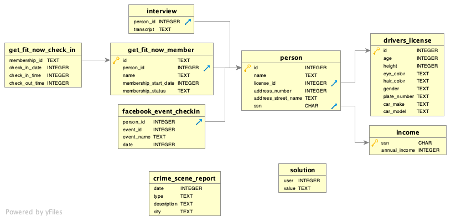 interview
person_id INTEGER
transcript TEXT
get_fit_now_check_in
membership_id TEXT
check_in_date INTEGER
check_in_time INTEGER
check_out_time INTEGER
get_fit_now_member
id TEXT
person_id INTEGER
name TEXT
membership_start_date INTEGER
membership_status TEXT
facebook_event_checkin
person_id INTEGER
event_id INTEGER
event_name TEXT
date INTEGER
person
id INTEGER
name TEXT
license_id INTEGER
address_number INTEGER
address_street_name TEXT
ssn CHAR
drivers_license
id INTEGER
age INTEGER
height INTEGER
eye_color TEXT
hair_color TEXT
gender TEXT
plate_number TEXT
car_make TEXT
car_model TEXT
income
ssn CHAR
annual_income INTEGER
crime_scene_report
date INTEGER
type TEXT
description TEXT
city TEXT
solution
user INTEGER
value TEXT
Powered by yFiles